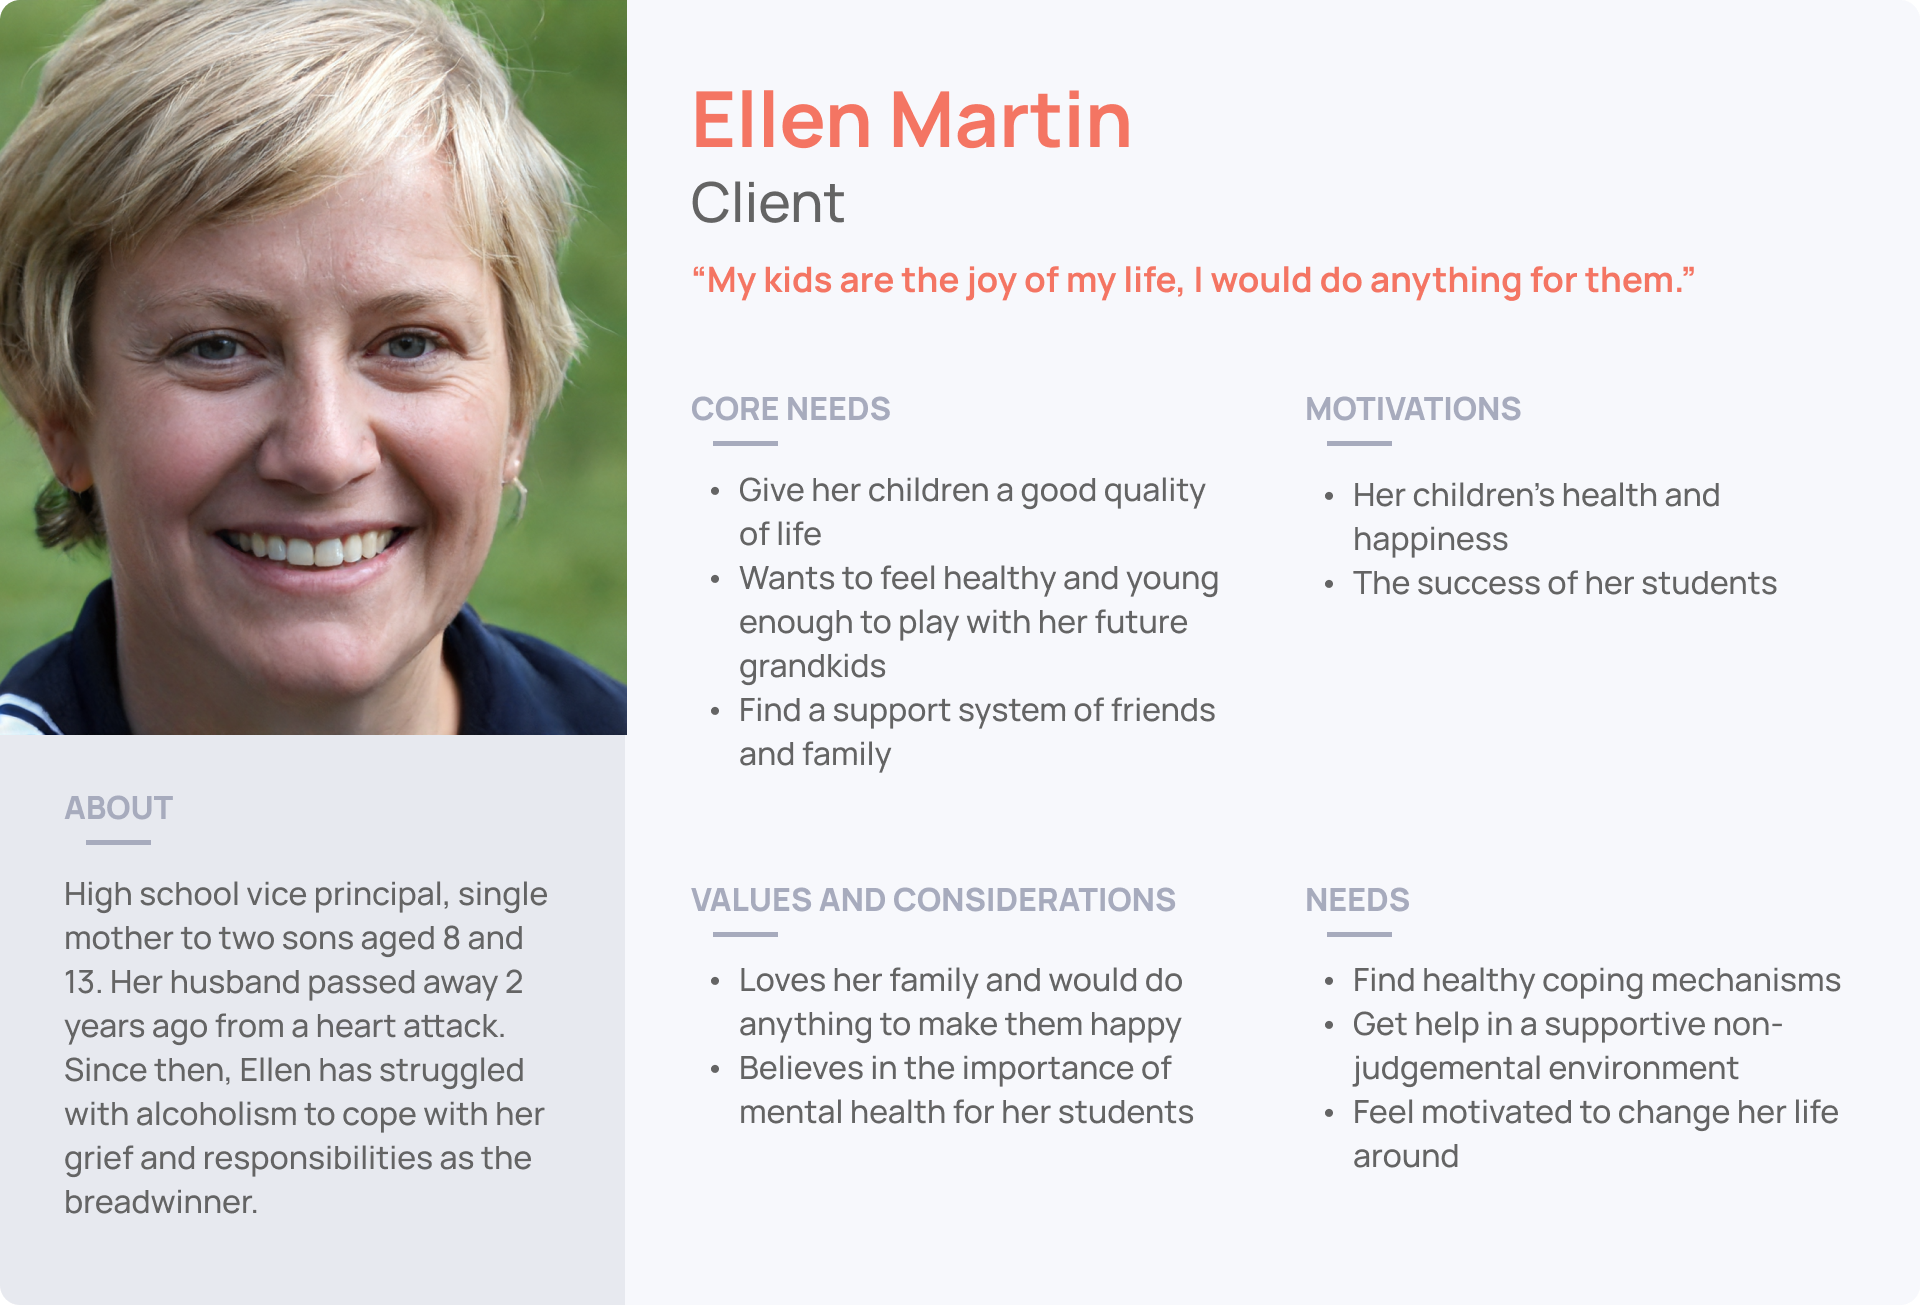 Ellen Martin
Client
“My kids are the joy of my life, I would do anything for them.”
CORE NEEDS
• Give her children a good quality
of life
• Wants to feel healthy and young
enough to play with her future
grandkids
• Find a support system of friends
and family
MOTIVATIONS
• Her children’s health and
happiness
• The success of her students
ABOUT
High school vice principal, single
mother to two sons aged 8 and
13. Her husband passed away 2
years ago from a heart attack.
Since then, Ellen has struggled
with alcoholism to cope with her
grief and responsibilities as the
breadwinner.
VALUES AND CONSIDERATIONS
• Loves her family and would do
anything to make them happy
• Believes in the importance of
mental health for her students
NEEDS
• Find healthy coping mechanisms
• Get help in a supportive non-
judgemental environment
• Feel motivated to change her life
around